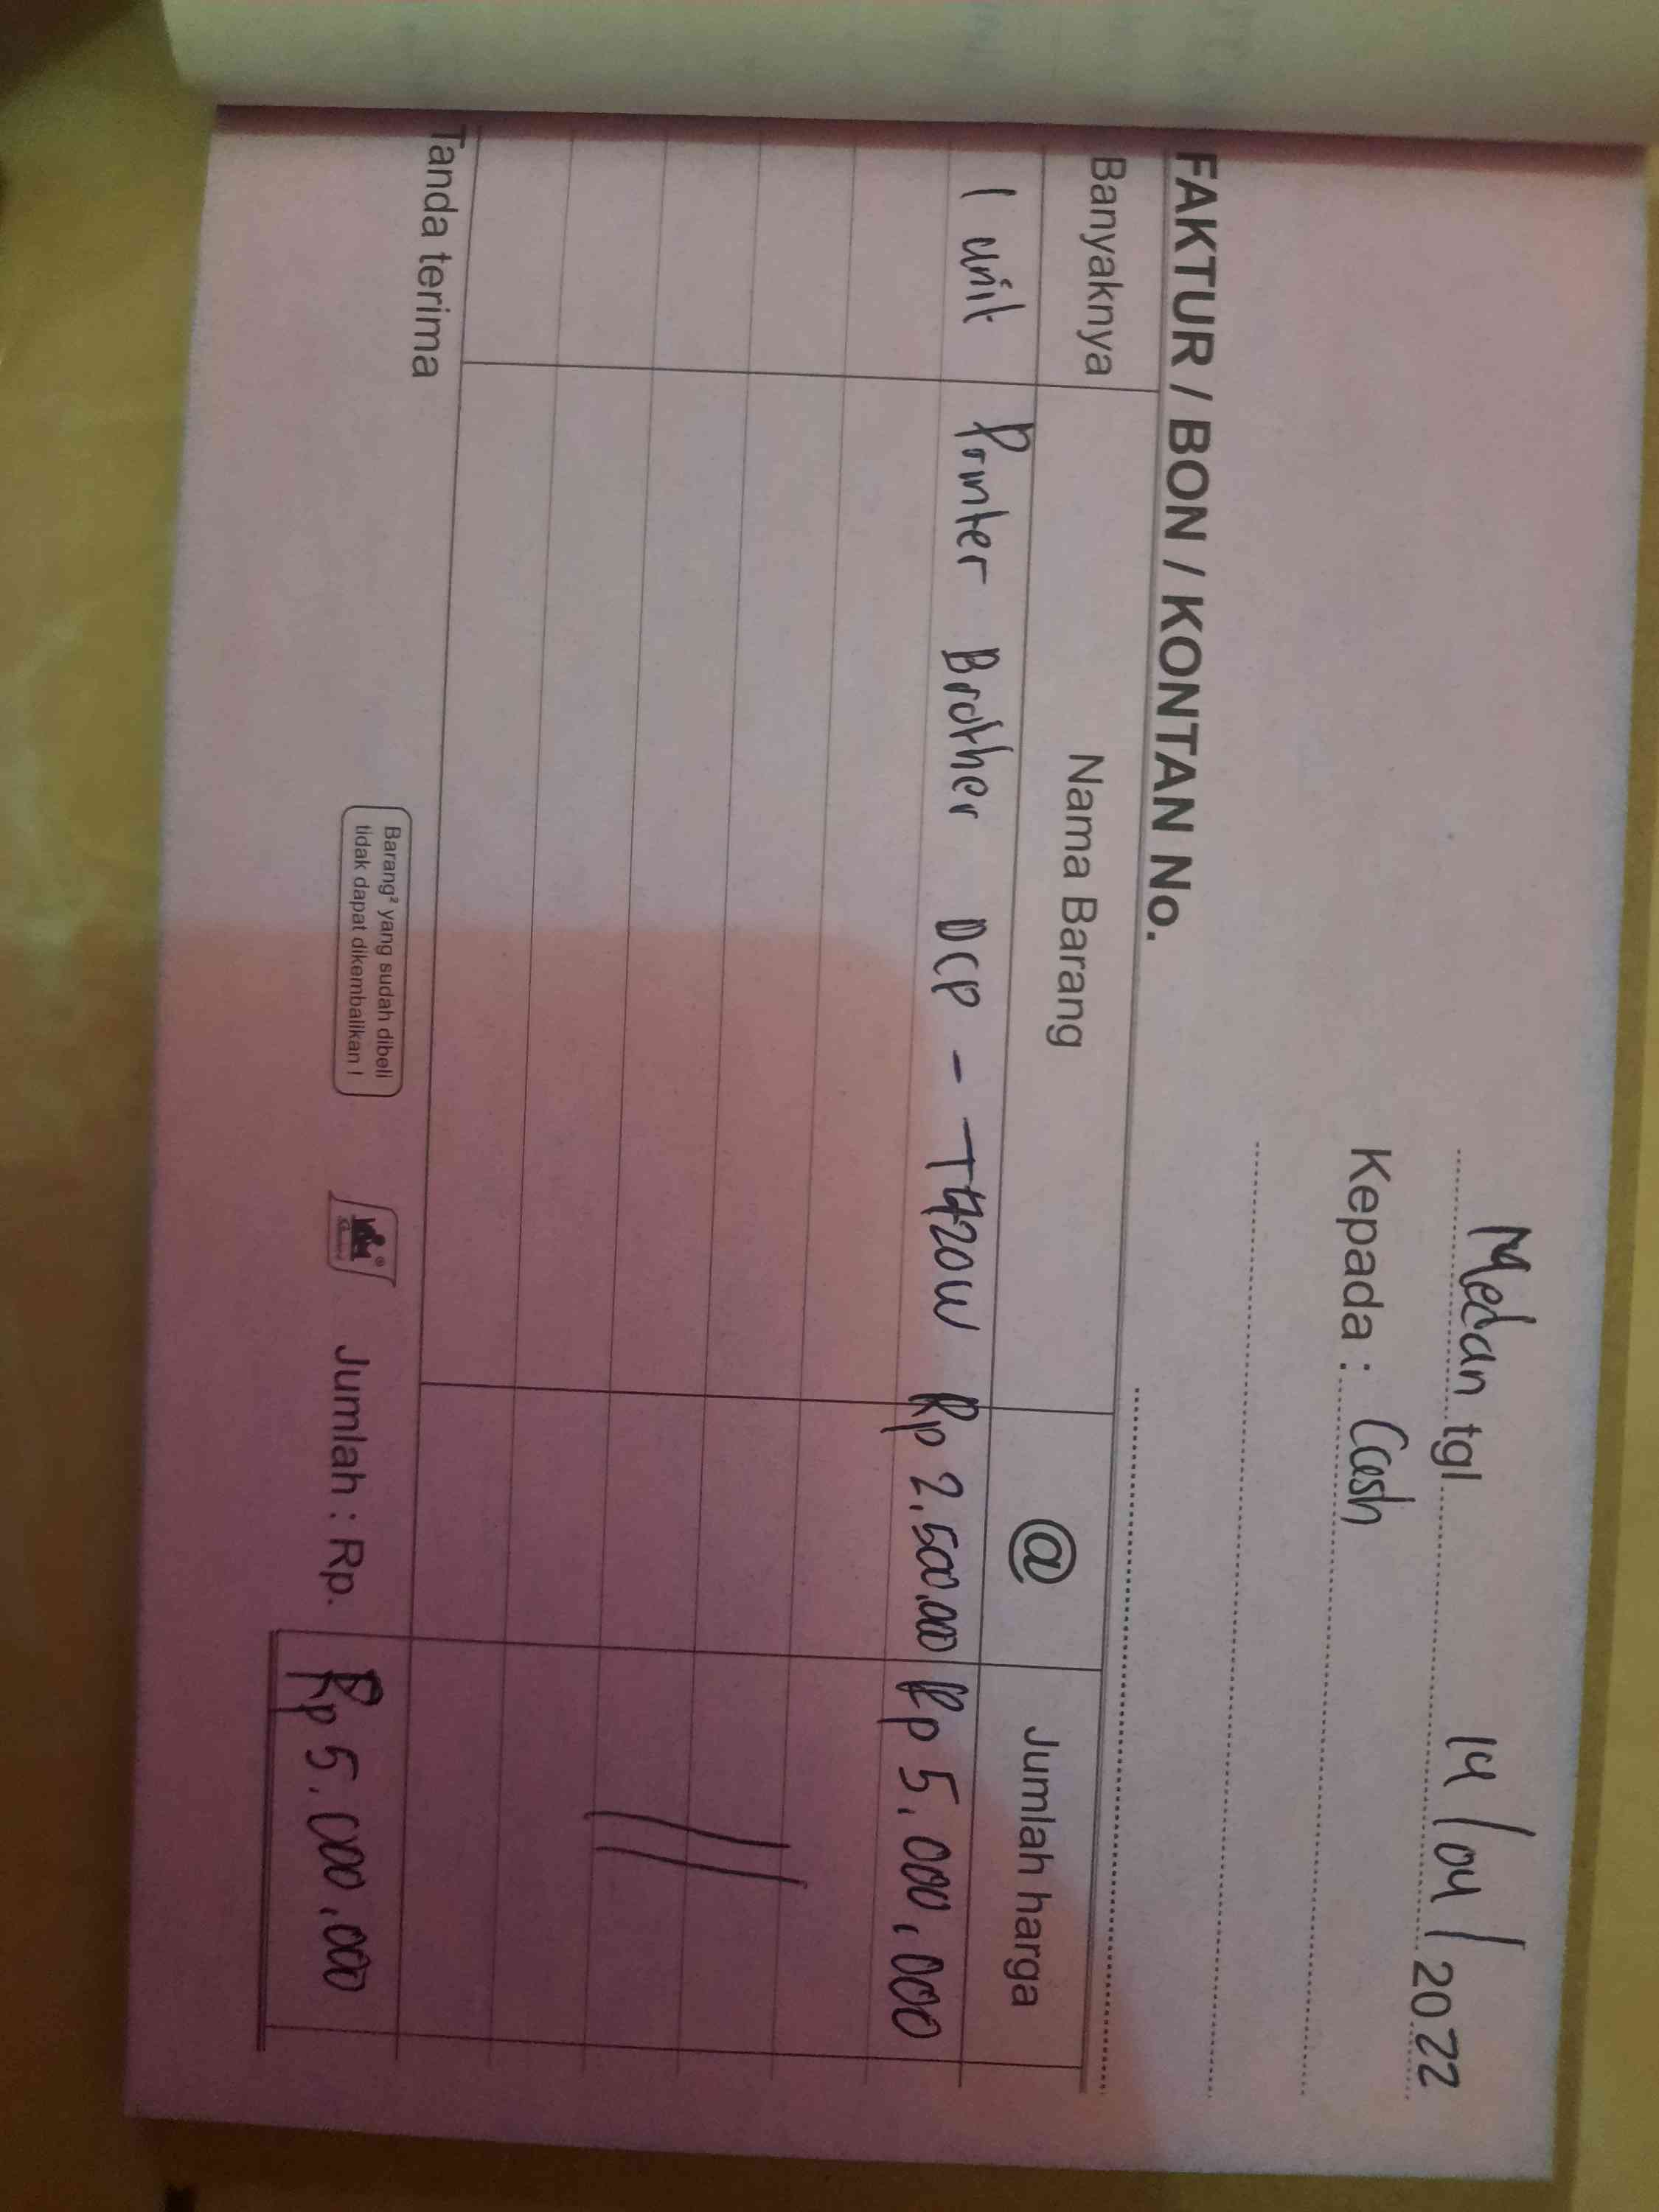 Medan tgl 14/04/2022
Kepada : Cash
FAKTUR / BON / KONTAN No.
Banyaknya Nama Barang @ Jumlah harga
1 unit Printer Brother DCP - T420W Rp 2.500.000 Rp 5.000.000
Tanda terima
Barang² yang sudah dibeli
tidak dapat dikembalikan !
Jumlah : Rp. Rp 5.000.000